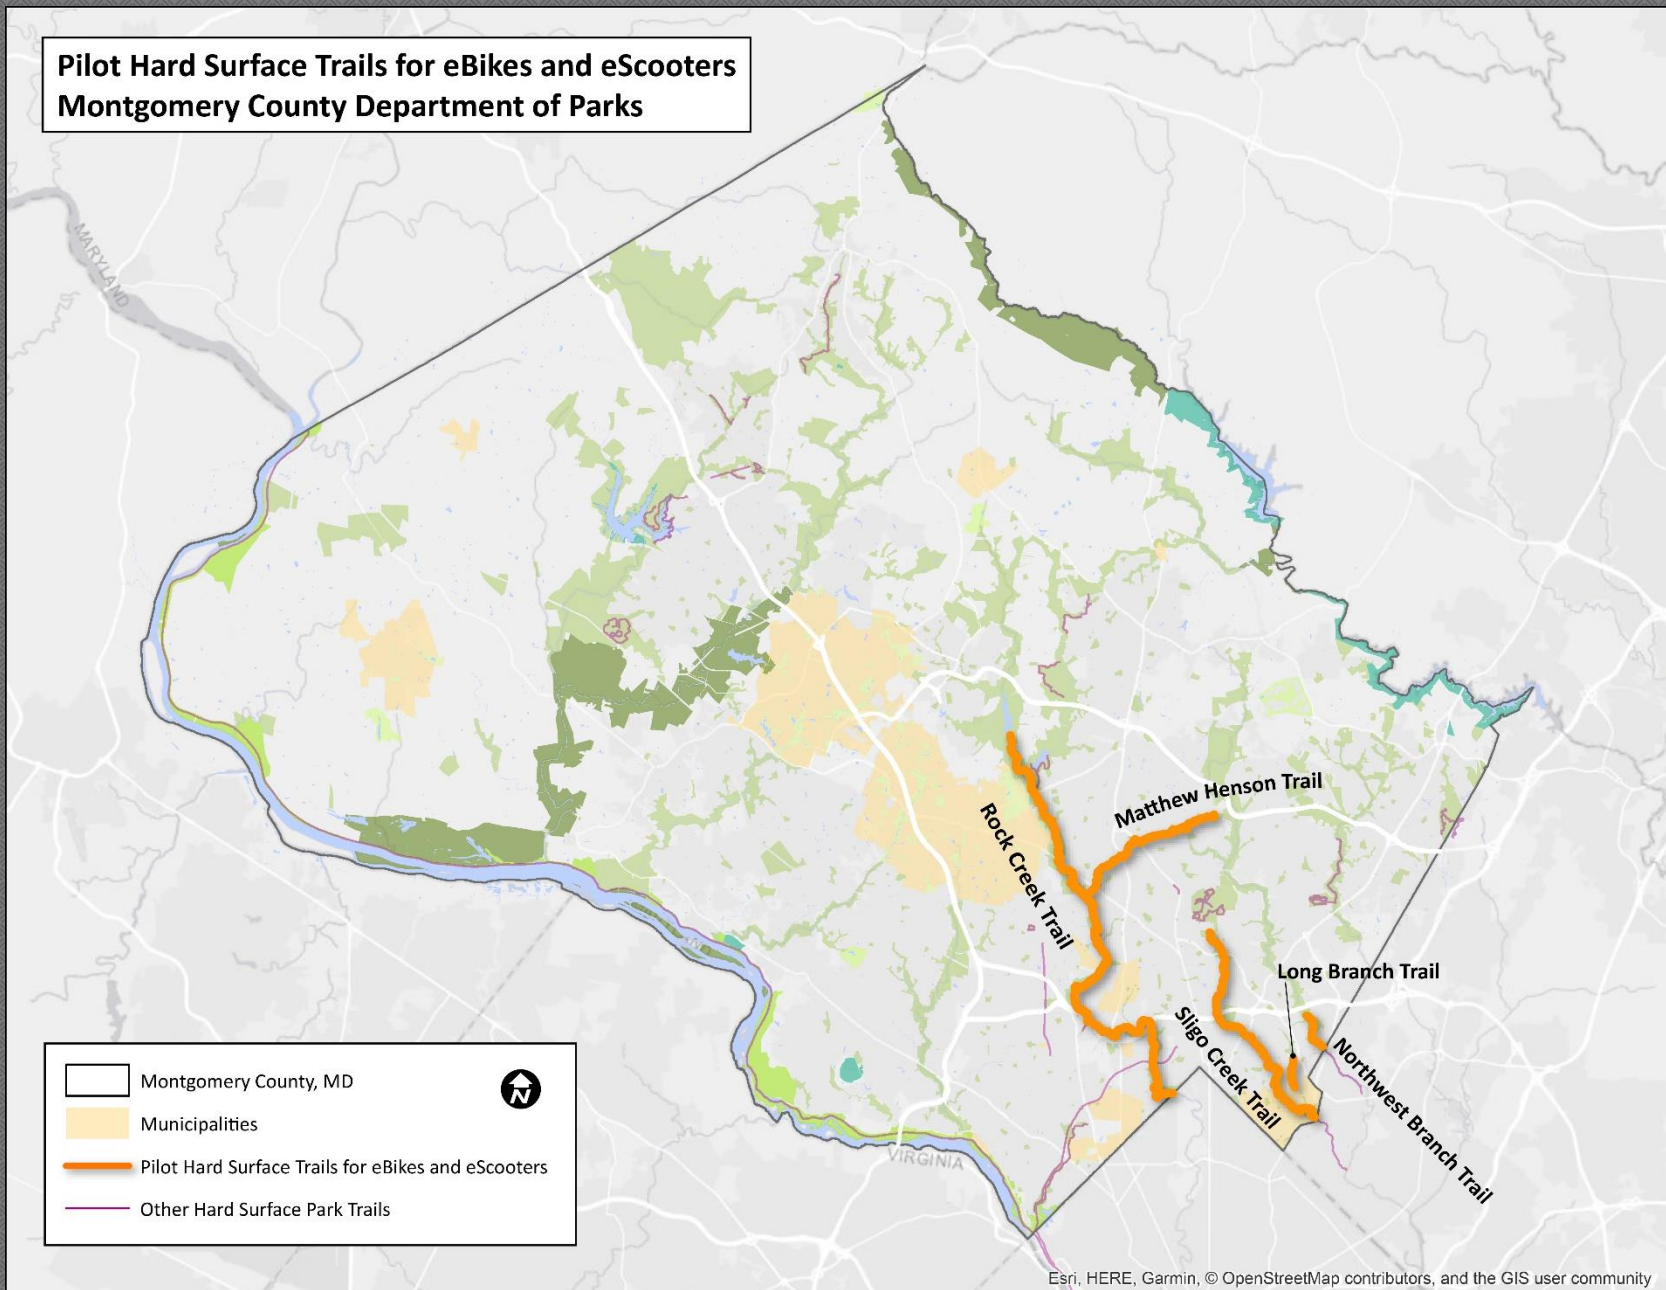 Pilot Hard Surface Trails for eBikes and eScooters
Montgomery County Department of Parks
MARYLAND
Matthew Henson Trail
Rock Creek Trail
Long Branch Trail
Sligo Creek Trail
Northwest Branch Trail
VIRGINIA
Montgomery County, MD
N
Municipalities
Pilot Hard Surface Trails for eBikes and eScooters
Other Hard Surface Park Trails
Esri, HERE, Garmin, © OpenStreetMap contributors, and the GIS user community